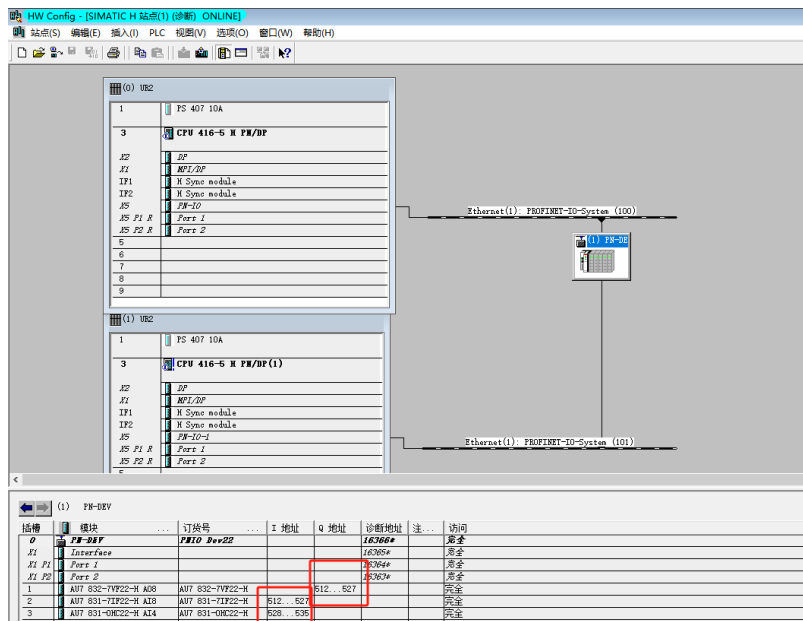 HW Config - [SIMATIC H 站点(1) (诊断) ONLINE]
站点(S) 编辑(E) 插入(I) PLC 视图(V) 选项(O) 窗口(W) 帮助(H)
(0) UR2
1 PS 407 10A
3 CPU 416-5 H PN/DP
X2 DP
X1 MPI/DP
IF1 H Sync module
IF2 H Sync module
X5 PN-IO
X5 P1 R Port 1
X5 P2 R Port 2
5
6
7
8
9
Ethernet(1): PROFINET-IO-System (100)
(1) PN-DE
(1) UR2
1 PS 407 10A
3 CPU 416-5 H PN/DP(1)
X2 DP
X1 MPI/DP
IF1 H Sync module
IF2 H Sync module
X5 PN-IO-1
X5 P1 R Port 1
X5 P2 R Port 2
Ethernet(1): PROFINET-IO-System (101)
(1) PN-DEV
插槽 模块 ... 订货号 ... I 地址 Q 地址 诊断地址 注... 访问
0 PN-DEV PNIO Dev22 16366* 完全
X1 Interface 16365* 完全
X1 P1 Port 1 16364* 完全
X1 P2 Port 2 16363* 完全
1 AU7 832-7VF22-H AO8 AU7 832-7VF22-H 512...527 完全
2 AU7 831-7IF22-H AI8 AU7 831-7IF22-H 512...527 完全
3 AU7 831-0HC22-H AI4 AU7 831-0HC22-H 528...535 完全